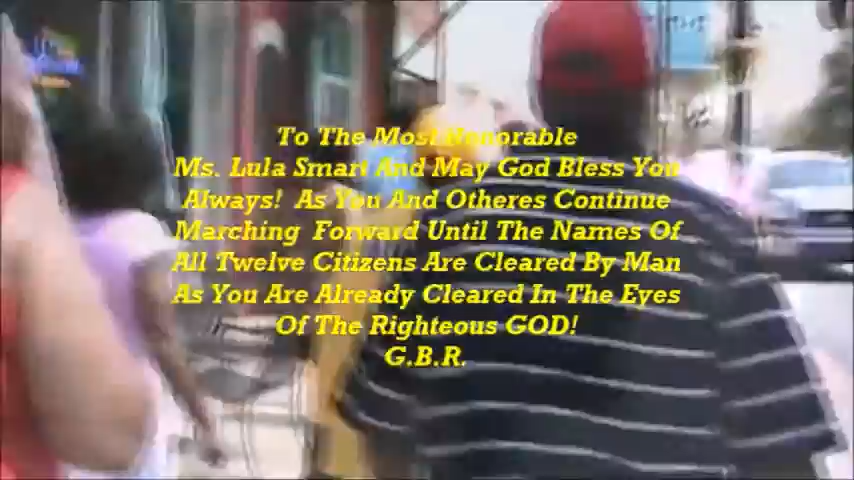 To The Most Honorable
Ms. Lula Smart And May God Bless You
Always!  As You And Otheres Continue
Marching  Forward Until The Names Of
All Twelve Citizens Are Cleared By Man
As You Are Already Cleared In The Eyes
Of The Righteous GOD!
G.B.R.